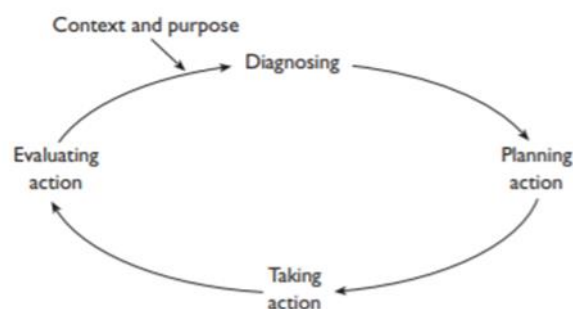 Context and purpose
Diagnosing
Evaluating
action
Planning
action
Taking
action